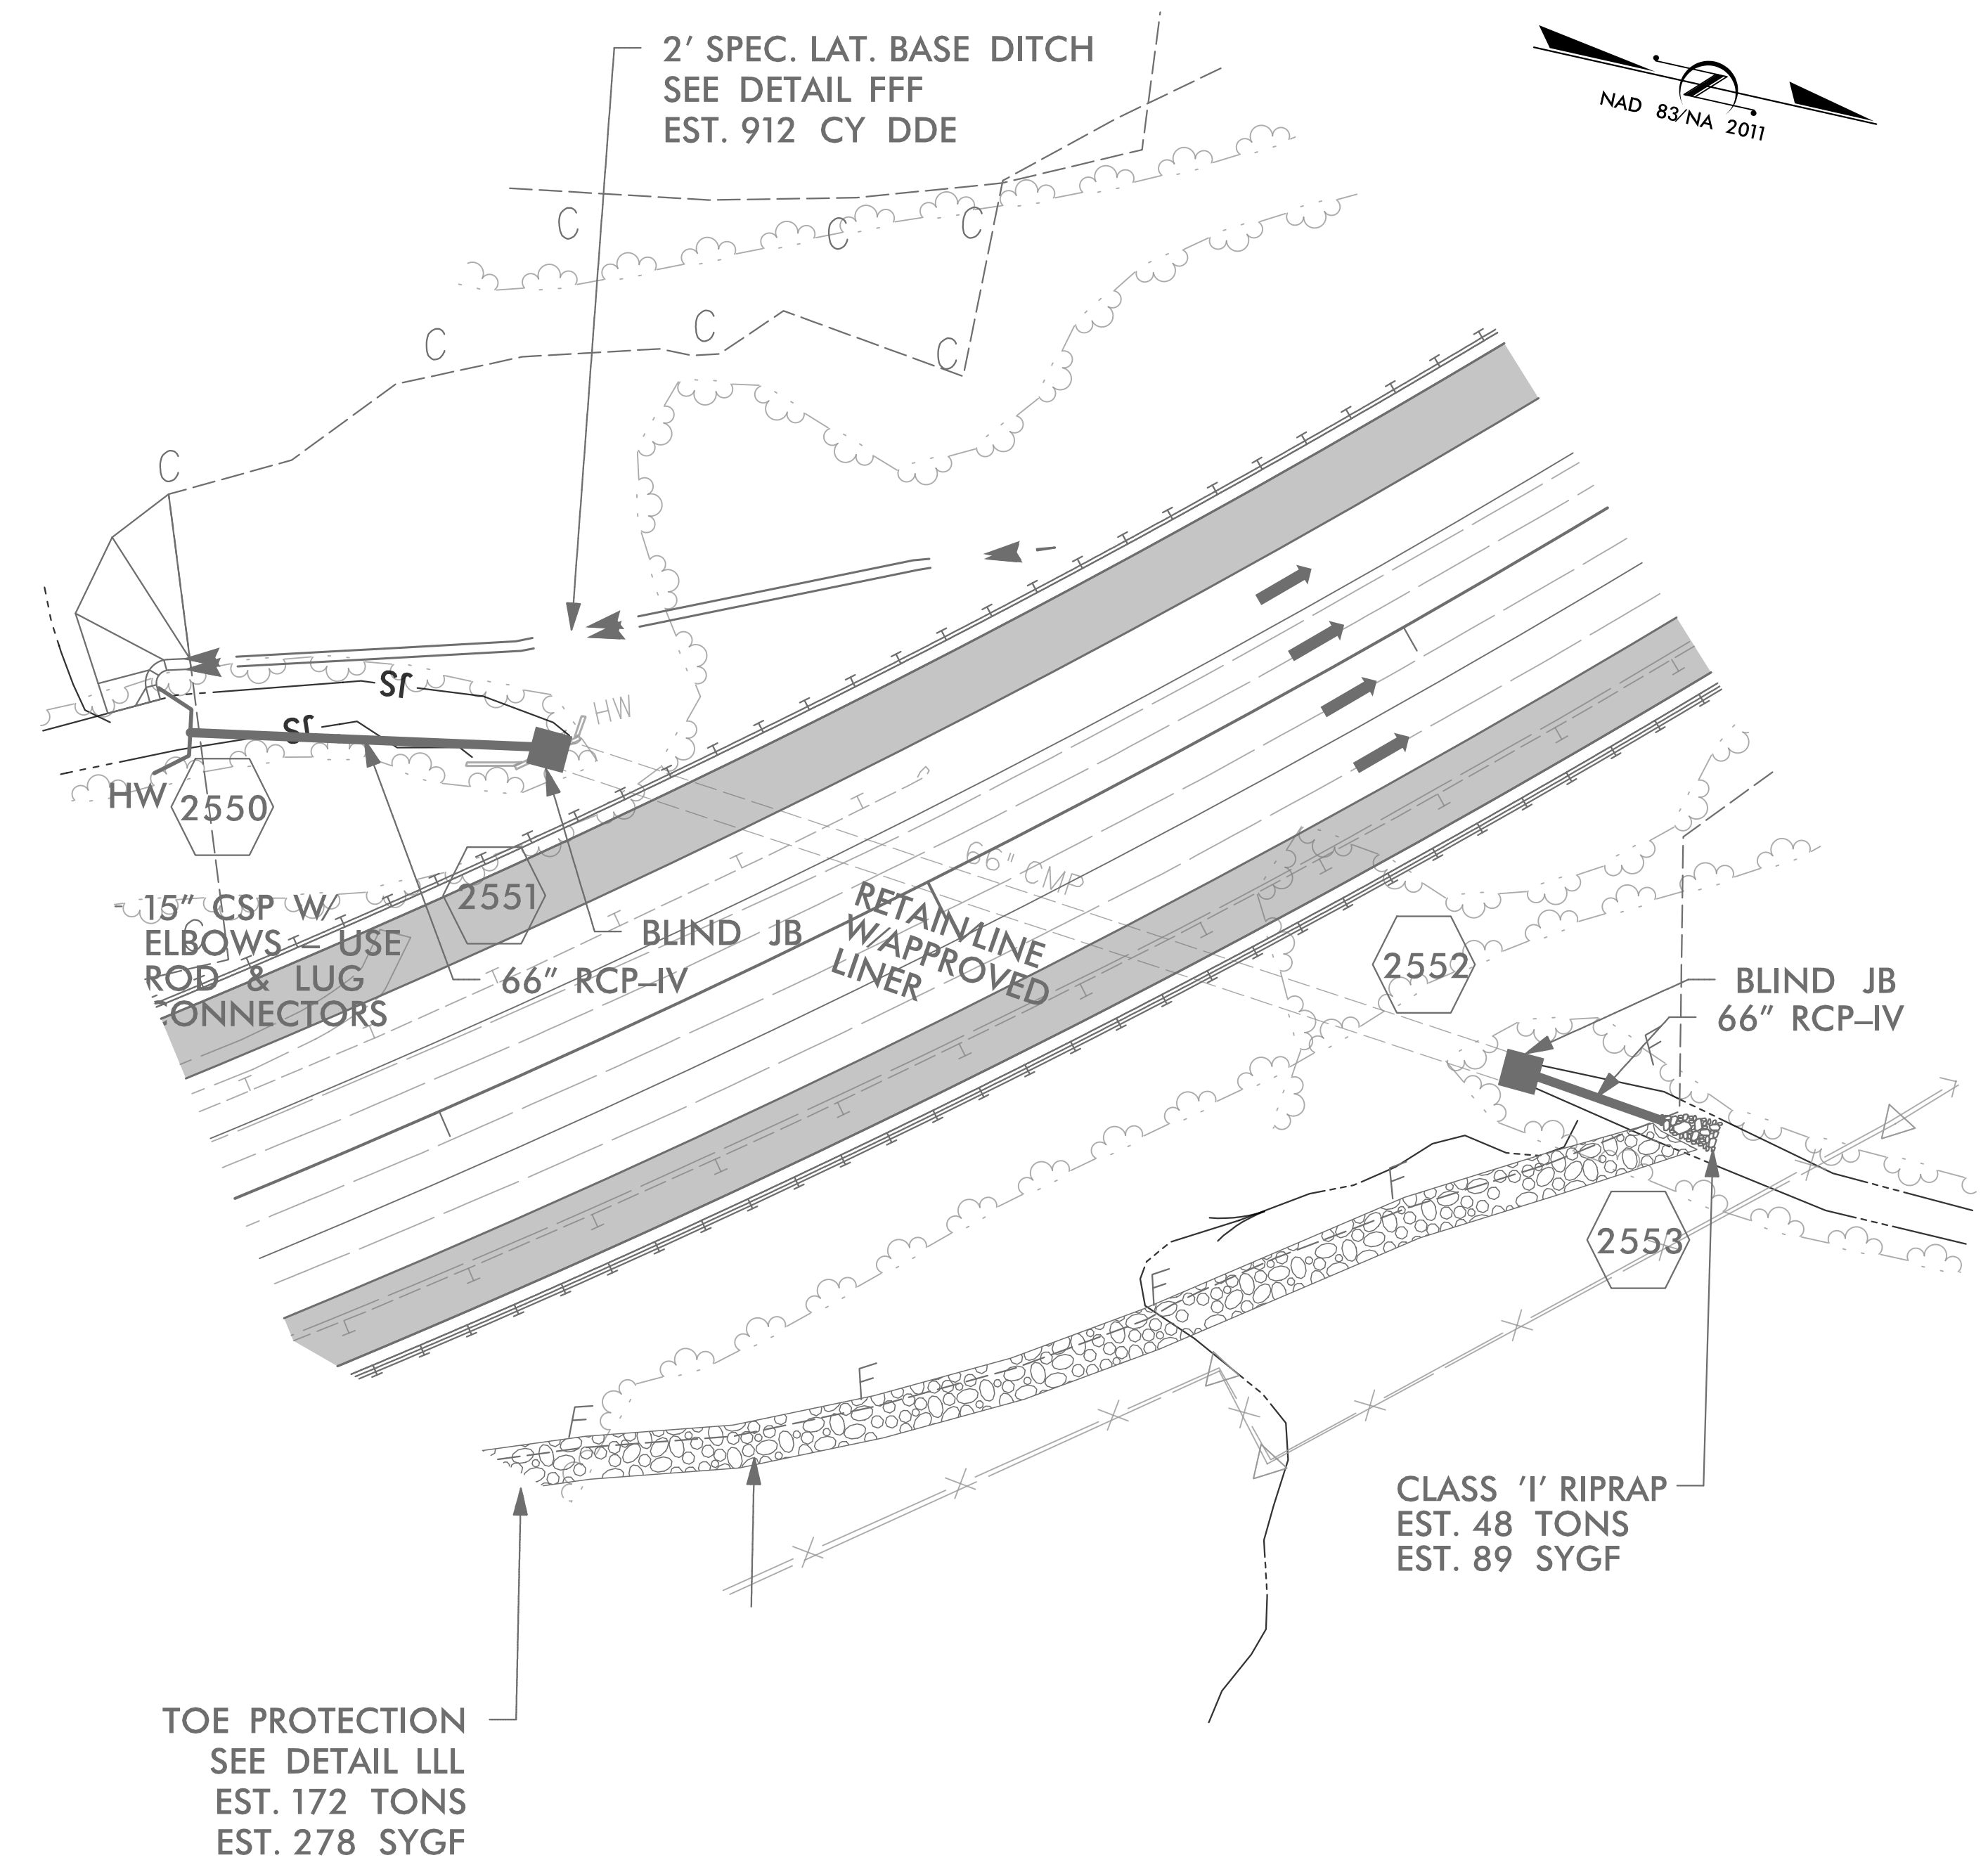 2' SPEC. LAT. BASE DITCH
SEE DETAIL FFF
EST. 912 CY DDE
NAD 83/NA 2011
C
C
C
C
C
C
C
JS
JS
HW
HW
2550
2551
15" CSP W/
ELBOWS - USE
ROD & LUG
CONNECTORS
C
BLIND JB
66" RCP-IV
66" CMP
RETAIN LINE
W/APPROVED
LINER
2552
BLIND JB
66" RCP-IV
F
F
F
F
F
2553
CLASS 'I' RIPRAP
EST. 48 TONS
EST. 89 SYGF
TOE PROTECTION
SEE DETAIL LLL
EST. 172 TONS
EST. 278 SYGF